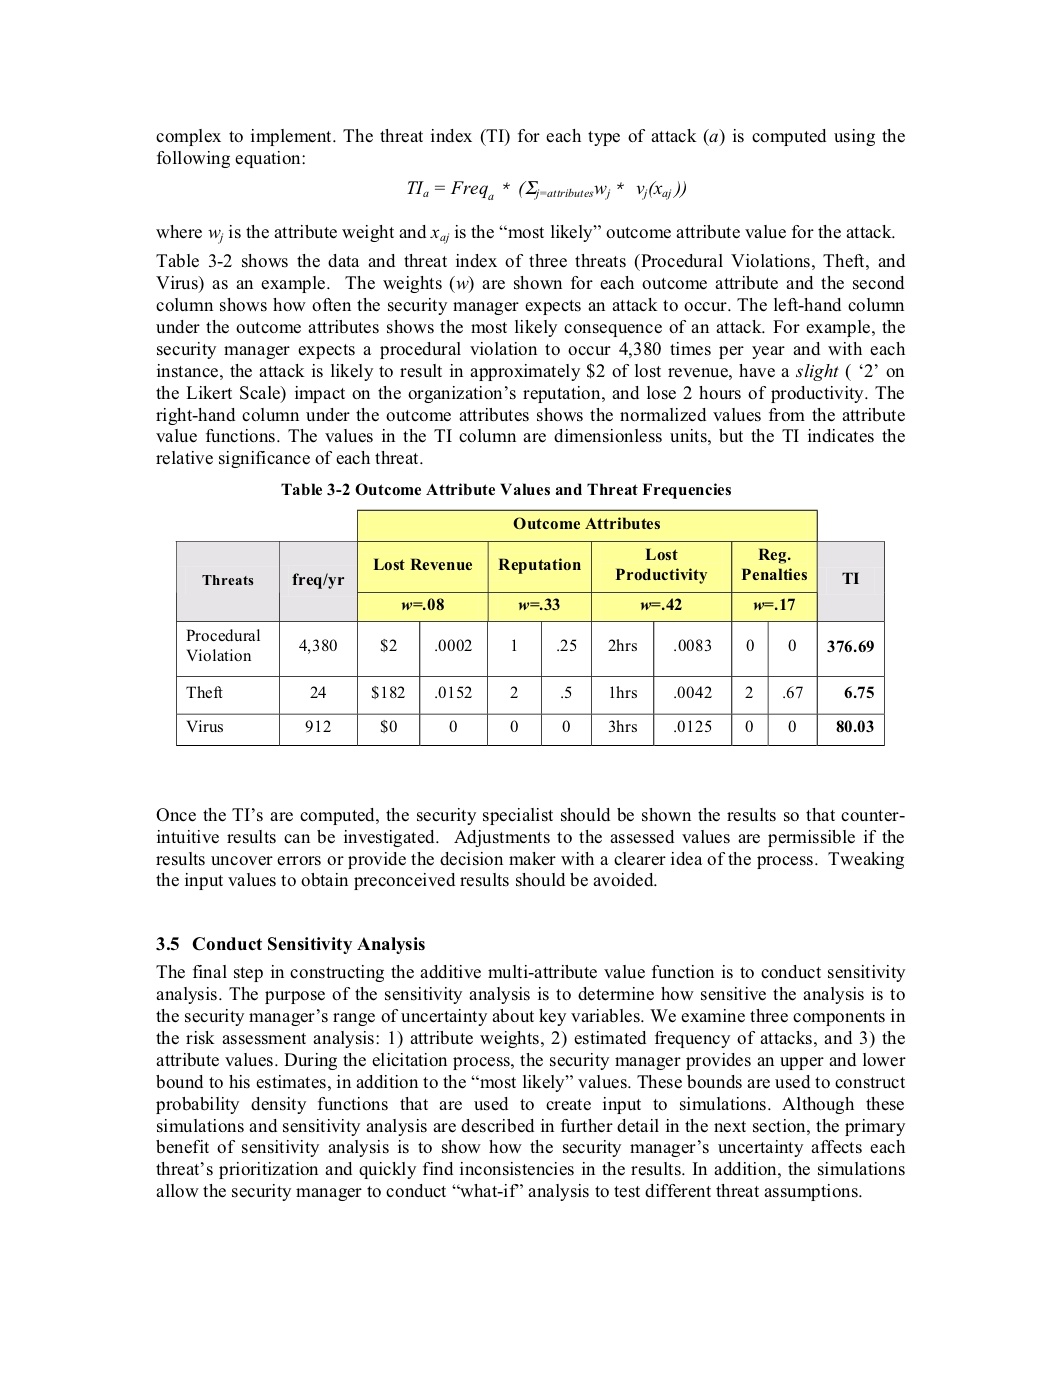 complex to implement. The threat index (TI) for each type of attack (a) is computed using the
following equation:
TIa = Freqa * (Σj=attributes wj * vj(xaj ))
where wj is the attribute weight and xaj is the “most likely” outcome attribute value for the attack.
Table 3-2 shows the data and threat index of three threats (Procedural Violations, Theft, and
Virus) as an example. The weights (w) are shown for each outcome attribute and the second
column shows how often the security manager expects an attack to occur. The left-hand column
under the outcome attributes shows the most likely consequence of an attack. For example, the
security manager expects a procedural violation to occur 4,380 times per year and with each
instance, the attack is likely to result in approximately $2 of lost revenue, have a slight ( ‘2’ on
the Likert Scale) impact on the organization’s reputation, and lose 2 hours of productivity. The
right-hand column under the outcome attributes shows the normalized values from the attribute
value functions. The values in the TI column are dimensionless units, but the TI indicates the
relative significance of each threat.
Table 3-2 Outcome Attribute Values and Threat Frequencies
Outcome Attributes
Threats freq/yr Lost Revenue Reputation Lost Productivity Reg. Penalties TI
w=.08 w=.33 w=.42 w=.17
Procedural Violation 4,380 $2 .0002 1 .25 2hrs .0083 0 0 376.69
Theft 24 $182 .0152 2 .5 1hrs .0042 2 .67 6.75
Virus 912 $0 0 0 0 3hrs .0125 0 0 80.03
Once the TI’s are computed, the security specialist should be shown the results so that counter-
intuitive results can be investigated. Adjustments to the assessed values are permissible if the
results uncover errors or provide the decision maker with a clearer idea of the process. Tweaking
the input values to obtain preconceived results should be avoided.
3.5 Conduct Sensitivity Analysis
The final step in constructing the additive multi-attribute value function is to conduct sensitivity
analysis. The purpose of the sensitivity analysis is to determine how sensitive the analysis is to
the security manager’s range of uncertainty about key variables. We examine three components in
the risk assessment analysis: 1) attribute weights, 2) estimated frequency of attacks, and 3) the
attribute values. During the elicitation process, the security manager provides an upper and lower
bound to his estimates, in addition to the “most likely” values. These bounds are used to construct
probability density functions that are used to create input to simulations. Although these
simulations and sensitivity analysis are described in further detail in the next section, the primary
benefit of sensitivity analysis is to show how the security manager’s uncertainty affects each
threat’s prioritization and quickly find inconsistencies in the results. In addition, the simulations
allow the security manager to conduct “what-if” analysis to test different threat assumptions.